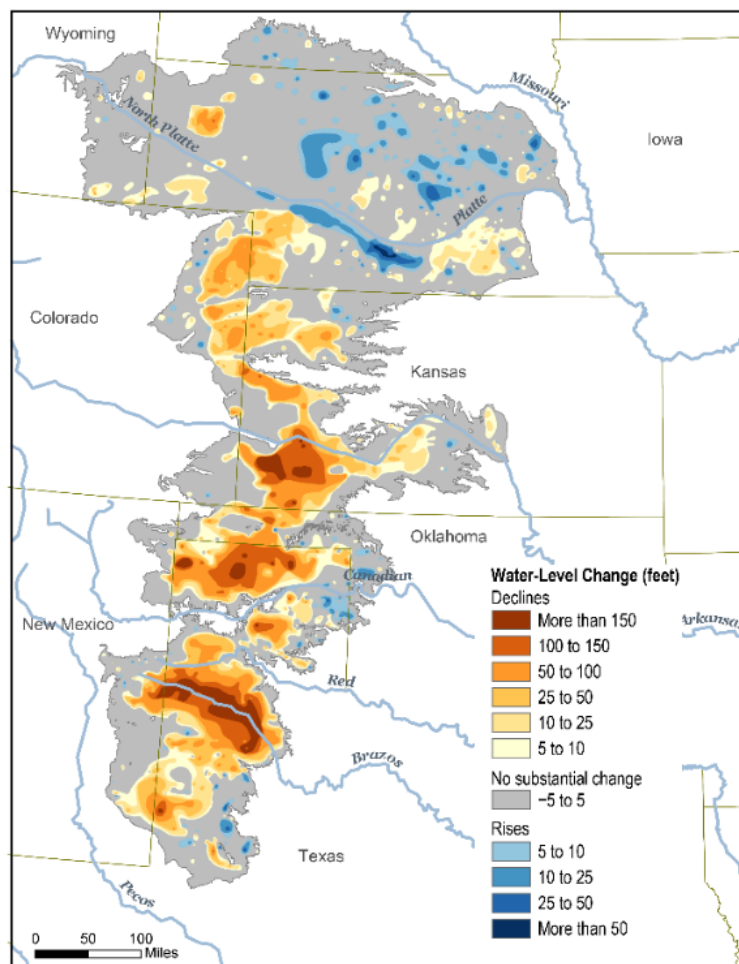 Wyoming
Missouri
North Platte
Iowa
Platte
Colorado
Kansas
Oklahoma
Canadian
New Mexico
Arkansas
Red
Brazos
Texas
Pecos
Water-Level Change (feet)
Declines
More than 150
100 to 150
50 to 100
25 to 50
10 to 25
5 to 10
No substantial change
−5 to 5
Rises
5 to 10
10 to 25
25 to 50
More than 50
0 50 100
Miles